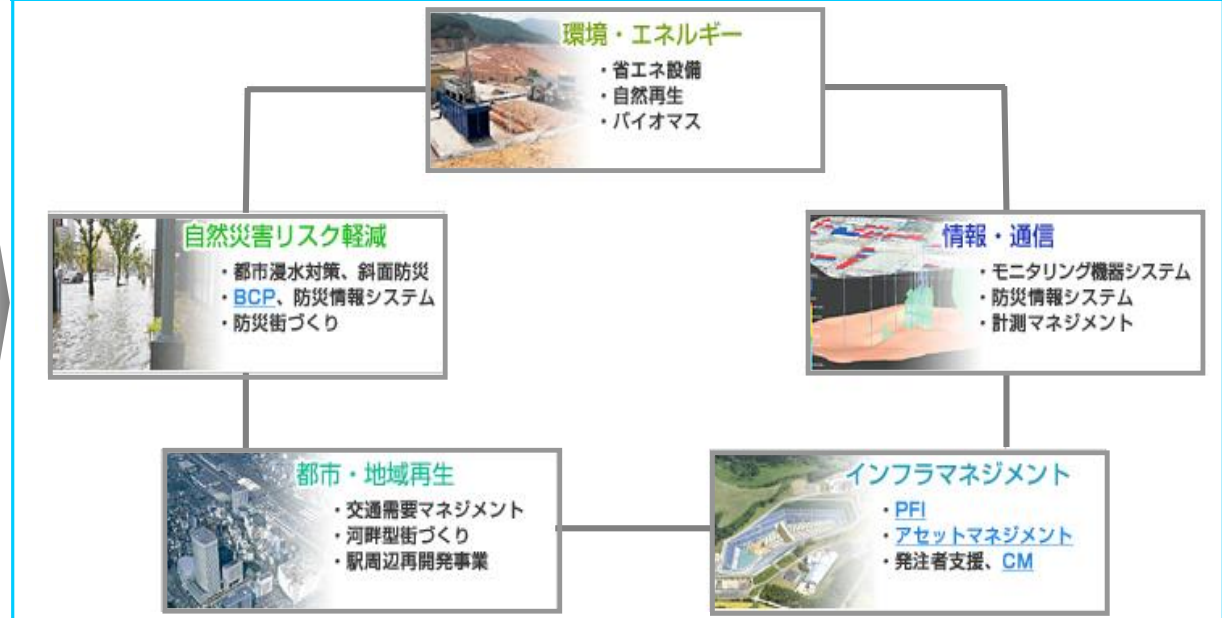 環境・エネルギー
・省エネ設備
・自然再生
・バイオマス
自然災害リスク軽減
・都市浸水対策、斜面防災
・BCP、防災情報システム
・防災街づくり
情報・通信
・モニタリング機器システム
・防災情報システム
・計測マネジメント
都市・地域再生
・交通需要マネジメント
・河畔型街づくり
・駅周辺再開発事業
インフラマネジメント
・PFI
・アセットマネジメント
・発注者支援、CM